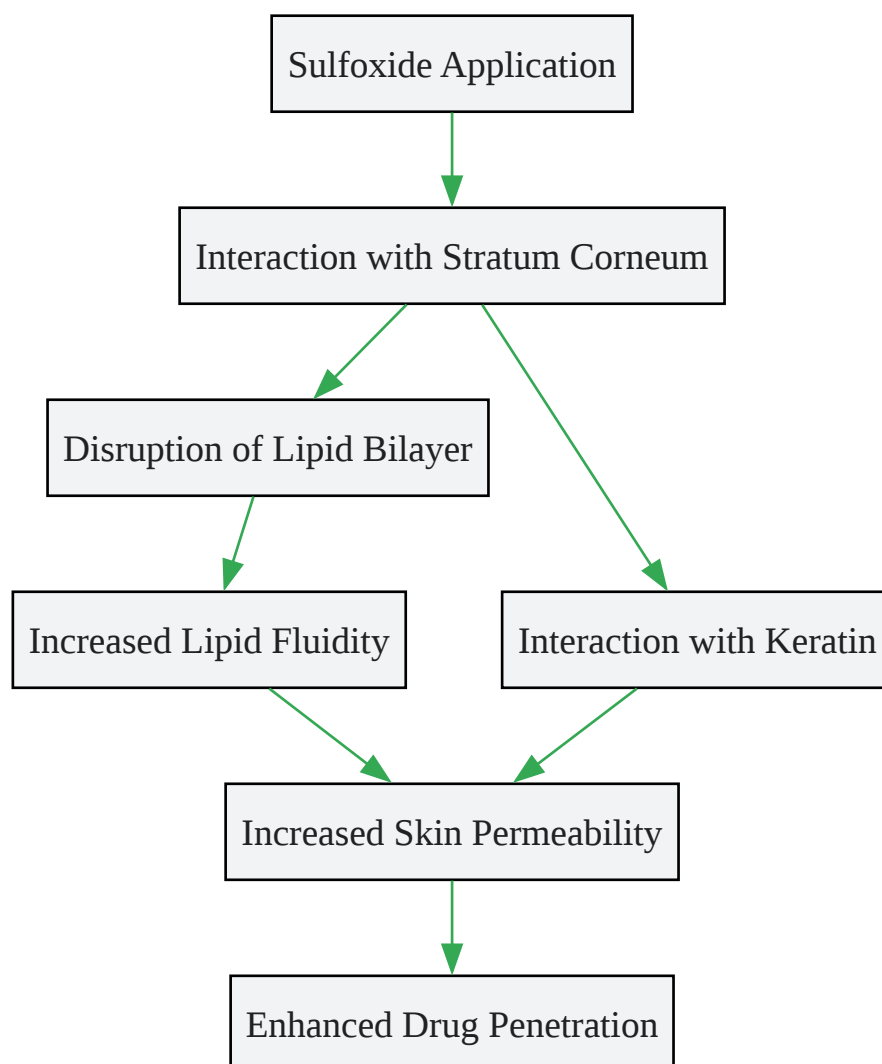 Sulfoxide Application
Interaction with Stratum Corneum
Disruption of Lipid Bilayer
Increased Lipid Fluidity
Interaction with Keratin
Increased Skin Permeability
Enhanced Drug Penetration